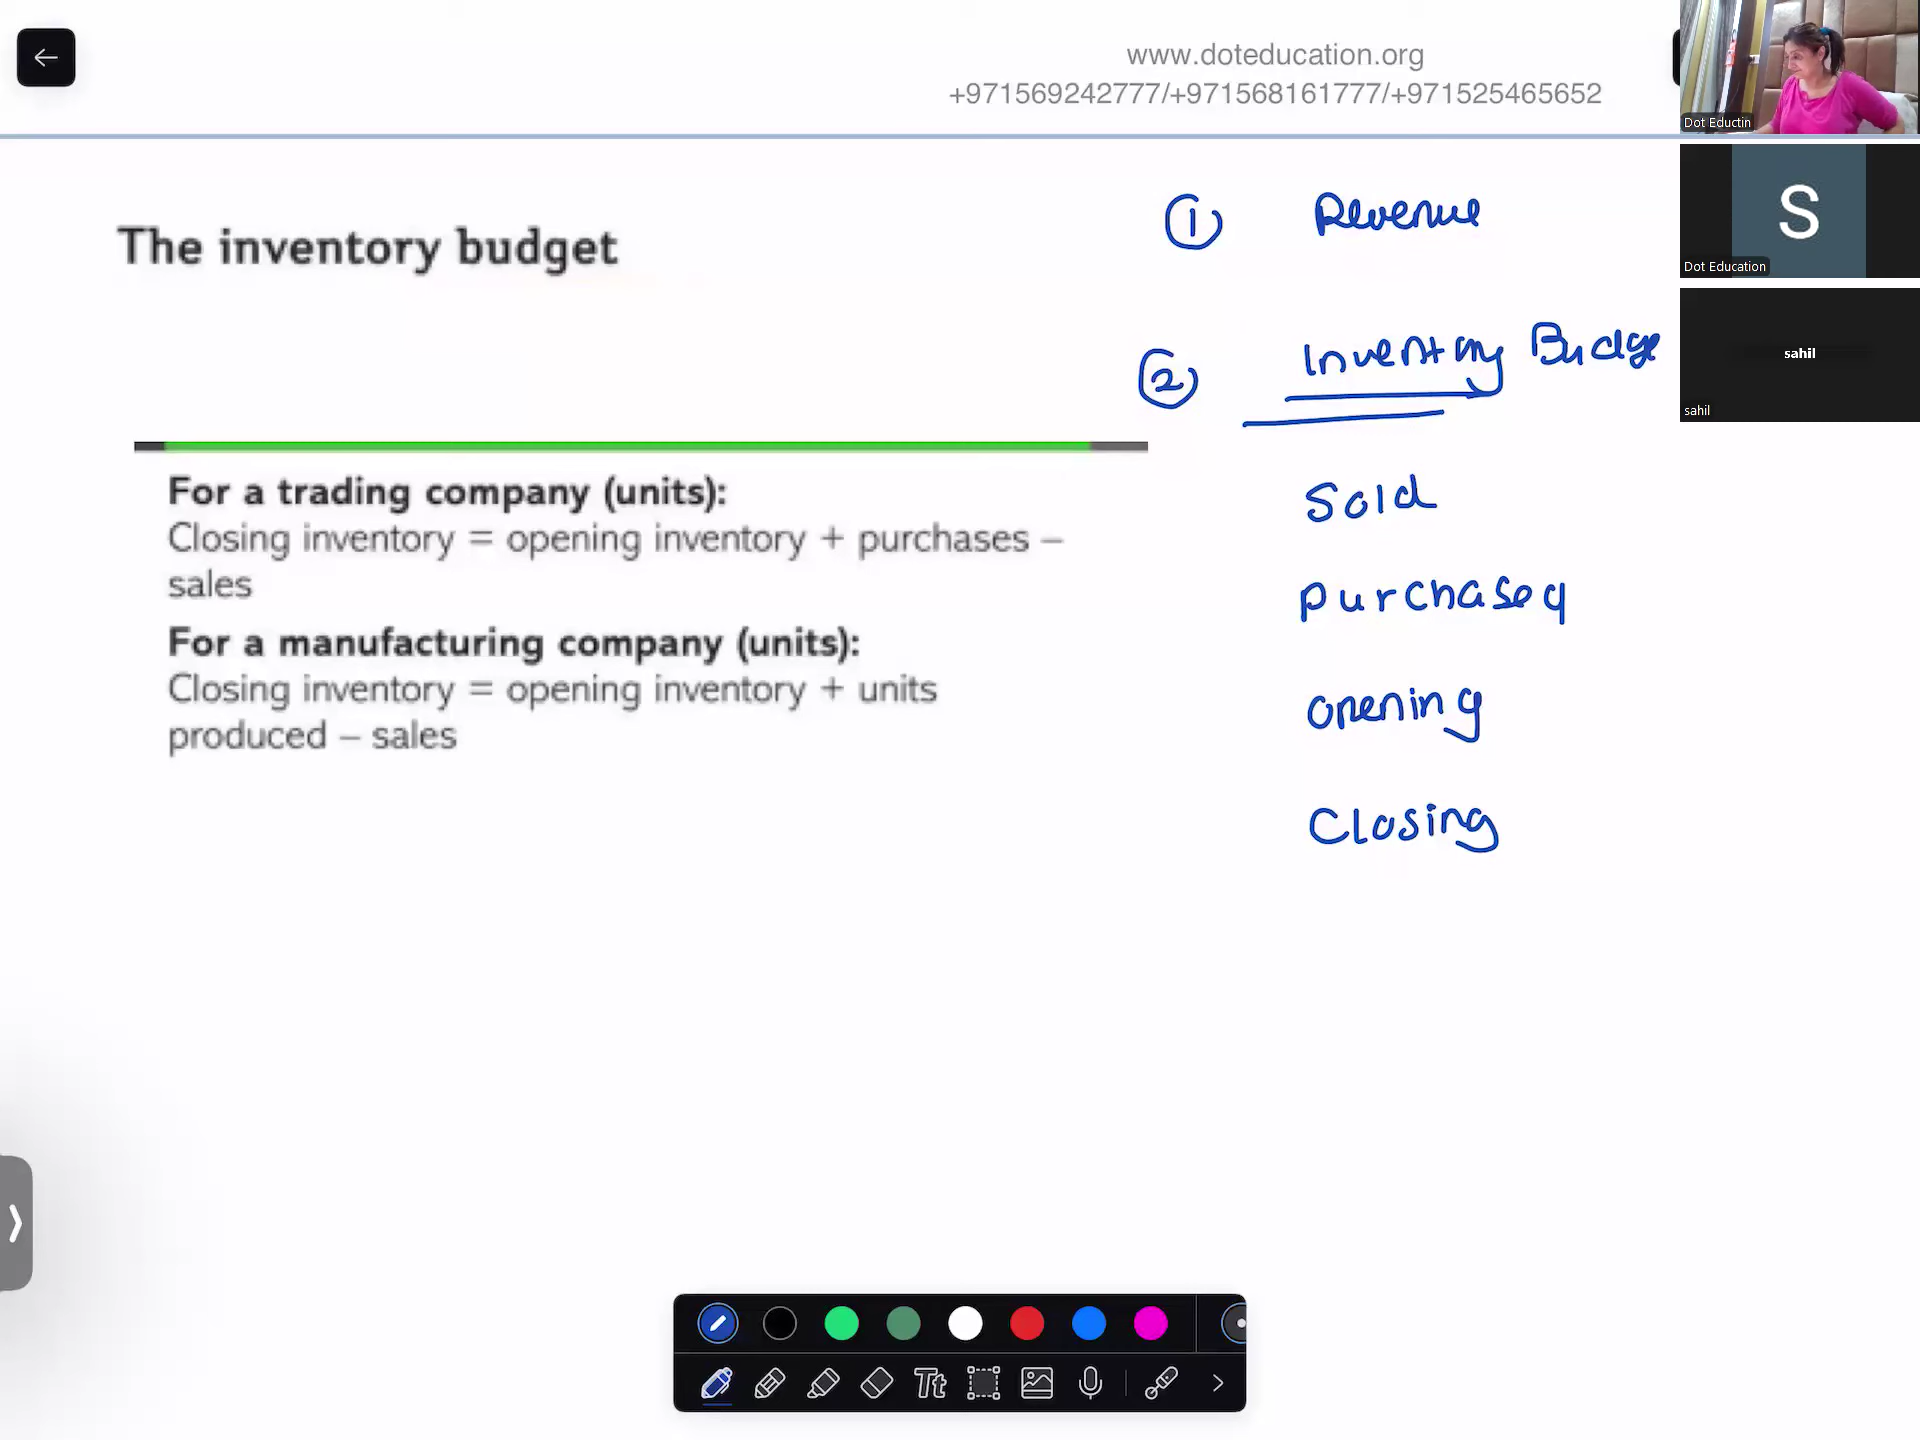 www.doteducation.org
+971569242777/+971568161777/+971525465652
Dot Eductin
S
Dot Education
sahil
sahil
The inventory budget
For a trading company (units):
Closing inventory = opening inventory + purchases –
sales
For a manufacturing company (units):
Closing inventory = opening inventory + units
produced – sales
① Revenue
② Inventory Budge
Sold
purchased
opening
Closing
Tt